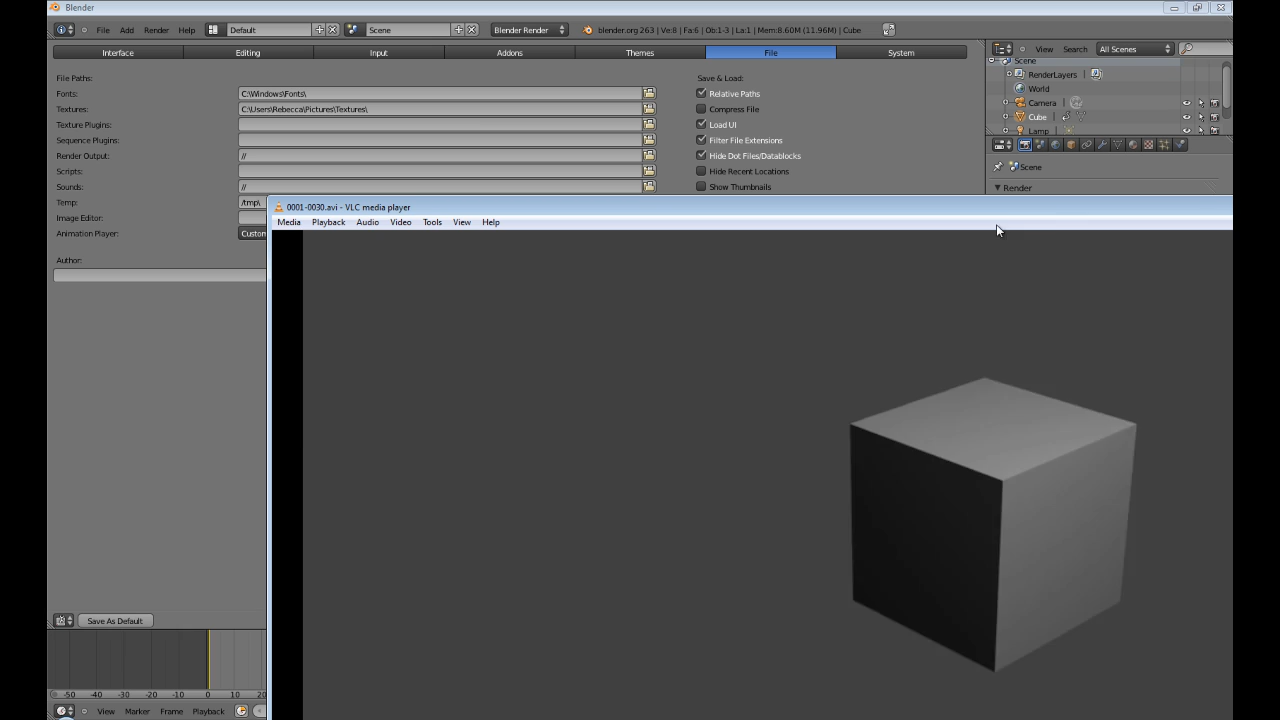 Blender
File Add Render Help Default Scene Blender Render blender.org 263 | Ve:8 | Fa:6 | Ob:1-3 | La:1 | Mem:8.60M (11.96M) | Cube
Interface Editing Input Addons Themes File System
View Search All Scenes
Scene
RenderLayers
World
Camera
Cube
Lamp
Scene
Render
File Paths:
Fonts: C:\Windows\Fonts\
Textures: C:\Users\Rebecca\Pictures\Textures\
Texture Plugins:
Sequence Plugins:
Render Output: //
Scripts:
Sounds: //
Temp: /tmp\
Image Editor:
Animation Player: Custom
Author:
Save & Load:
Relative Paths
Compress File
Load UI
Filter File Extensions
Hide Dot Files/Datablocks
Hide Recent Locations
Show Thumbnails
0001-0030.avi - VLC media player
Media Playback Audio Video Tools View Help
Save As Default
-50 -40 -30 -20 -10 0 10 20
View Marker Frame Playback